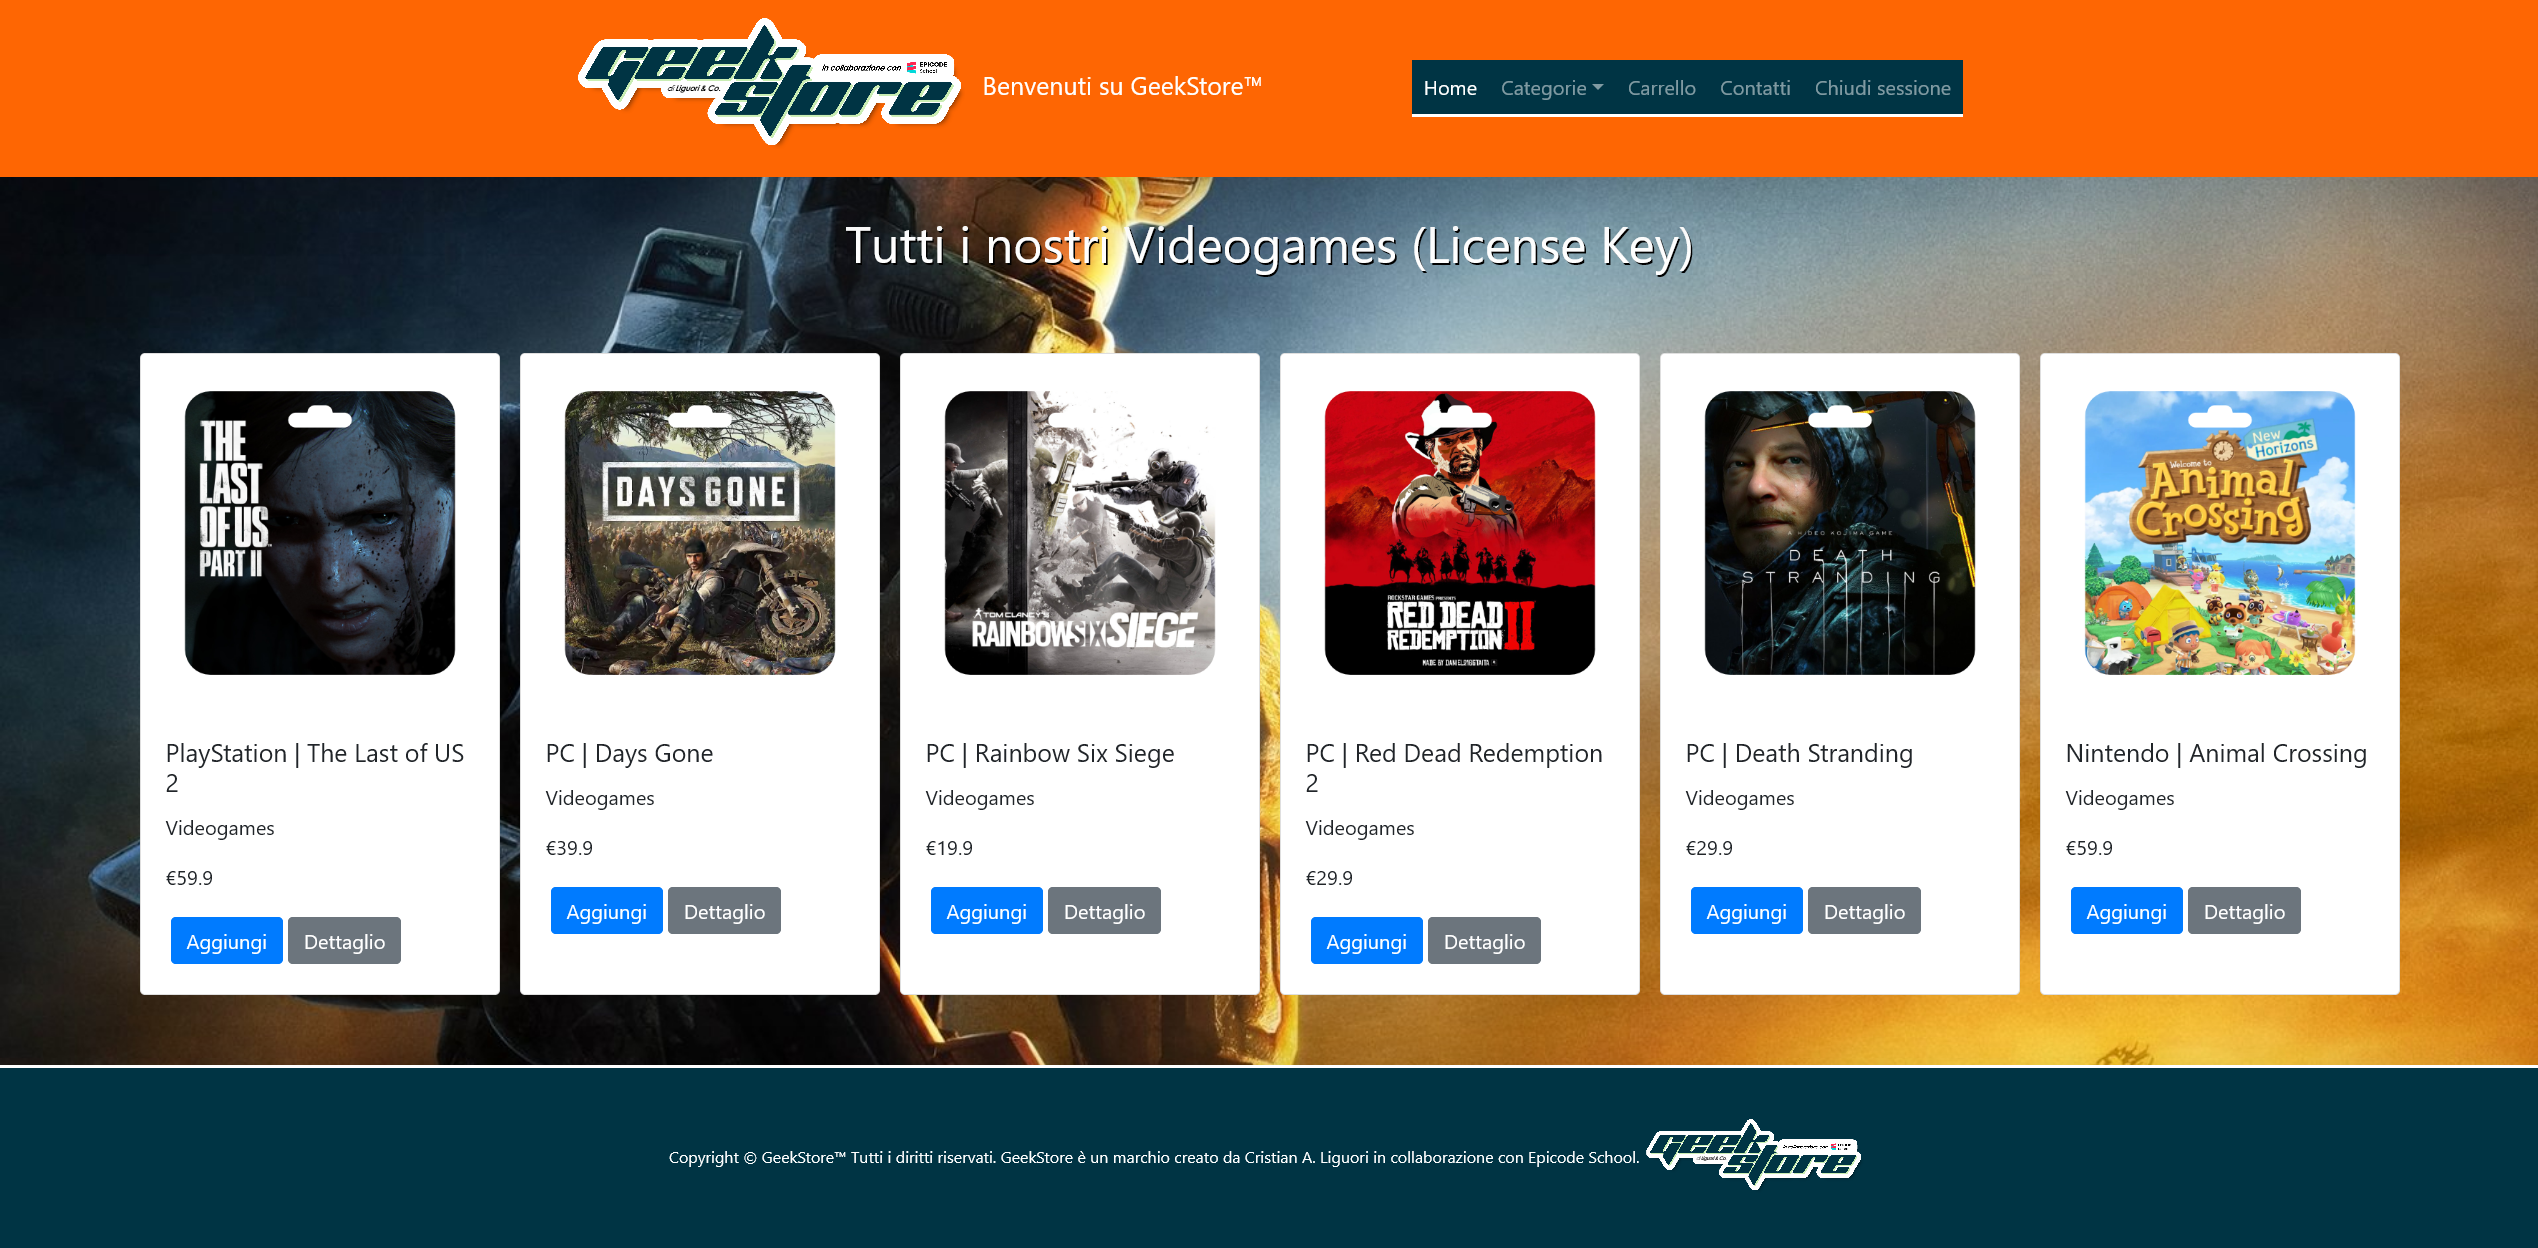 geek store
in collaborazione con EPICODE School
di Liguori & Co.
Benvenuti su GeekStore™
Home Categorie Carrello Contatti Chiudi sessione
Tutti i nostri Videogames (License Key)
THE
LAST
OF US
PART II
DAYS GONE
TOM CLANCY'S
RAINBOW SIX SIEGE
ROCKSTAR GAMES PRESENTS
RED DEAD
REDEMPTION II
A HIDEO KOJIMA GAME
DEATH
STRANDING
New
Horizons
Welcome to
Animal
Crossing
PlayStation | The Last of US
2
Videogames
€59.9
Aggiungi Dettaglio
PC | Days Gone
Videogames
€39.9
Aggiungi Dettaglio
PC | Rainbow Six Siege
Videogames
€19.9
Aggiungi Dettaglio
PC | Red Dead Redemption
2
Videogames
€29.9
Aggiungi Dettaglio
PC | Death Stranding
Videogames
€29.9
Aggiungi Dettaglio
Nintendo | Animal Crossing
Videogames
€59.9
Aggiungi Dettaglio
Copyright © GeekStore™ Tutti i diritti riservati. GeekStore è un marchio creato da Cristian A. Liguori in collaborazione con Epicode School.
geek store